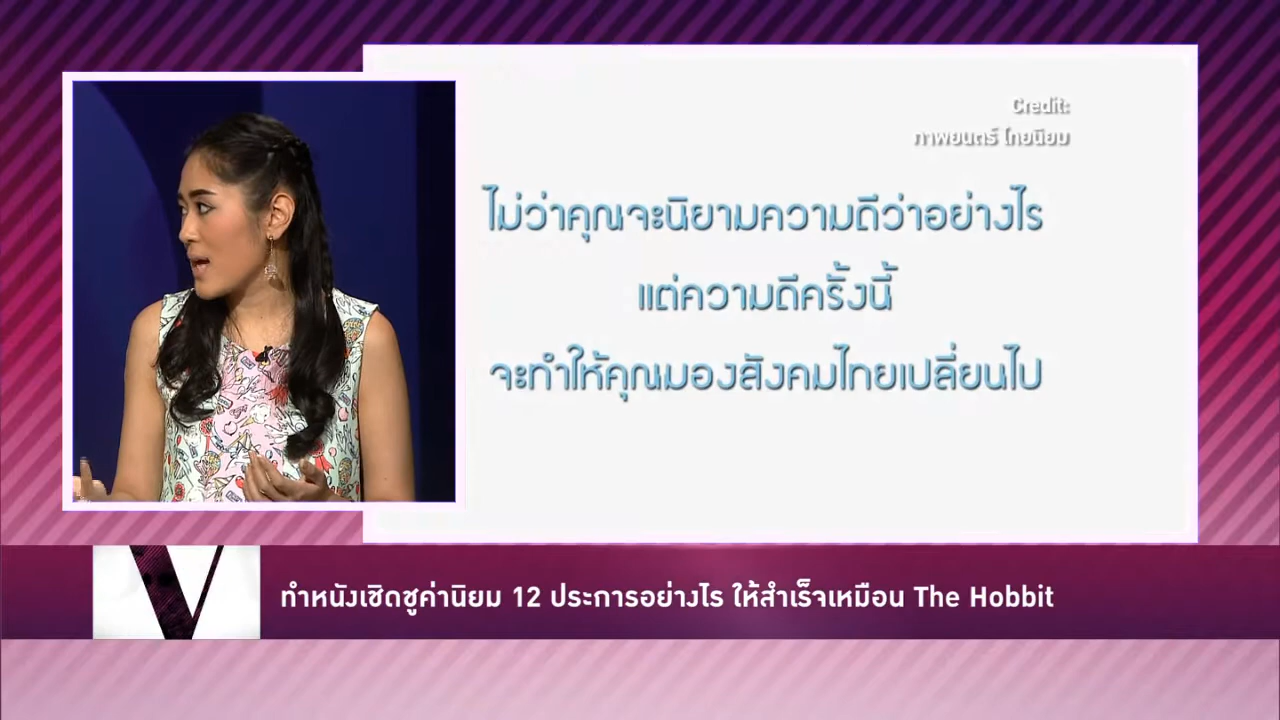 Credit:
ภาพยนตร์ ไทยนิยม
ไม่ว่าคุณจะนิยามความดีว่าอย่างไร
แต่ความดีครั้งนี้
จะทำให้คุณมองสังคมไทยเปลี่ยนไป
V
ทำหนังเชิดชูค่านิยม 12 ประการอย่างไร ให้สำเร็จเหมือน The Hobbit